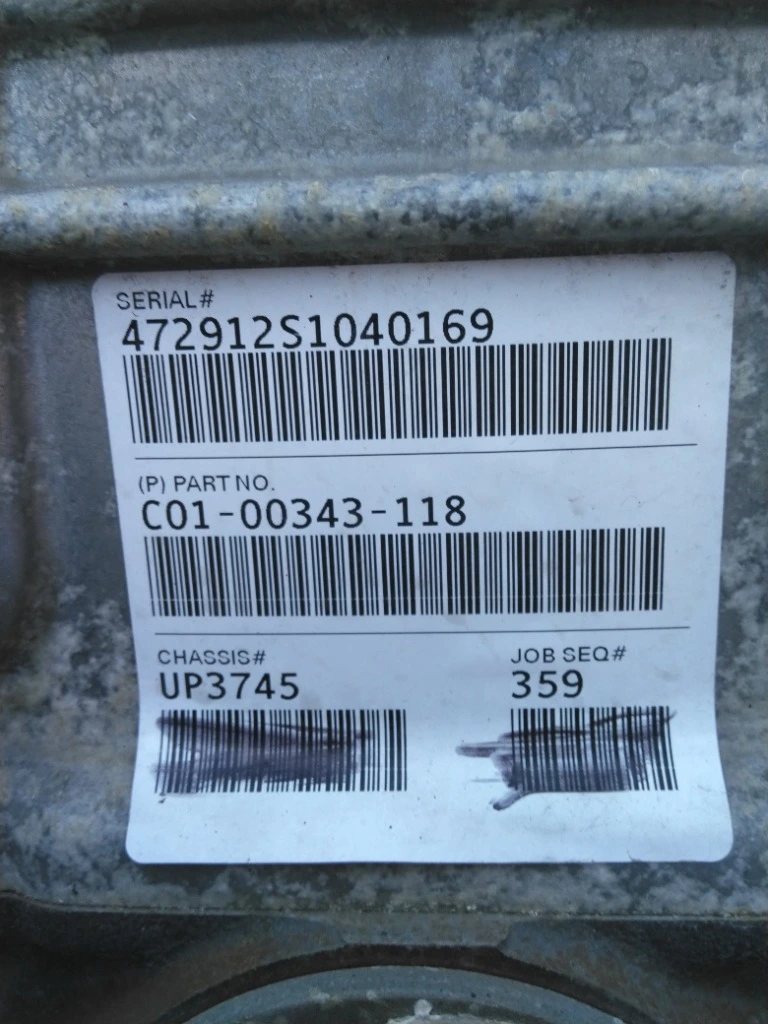 SERIAL#
472912S1040169
(P) PART NO.
C01-00343-118
CHASSIS# JOB SEQ#
UP3745 359